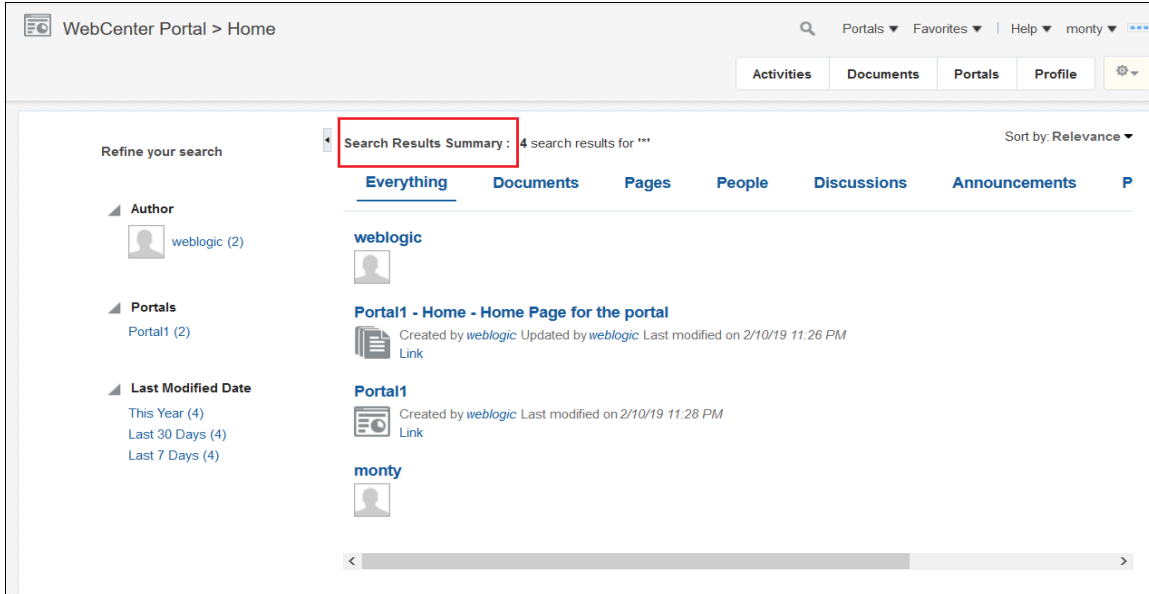 WebCenter Portal > Home
Portals ▼ Favorites ▼ | Help ▼ monty ▼
Activities Documents Portals Profile
Refine your search
Author
weblogic (2)
Portals
Portal1 (2)
Last Modified Date
This Year (4)
Last 30 Days (4)
Last 7 Days (4)
Search Results Summary : 4 search results for '*'
Sort by: Relevance ▼
Everything Documents Pages People Discussions Announcements P
weblogic
Portal1 - Home - Home Page for the portal
Created by weblogic Updated by weblogic Last modified on 2/10/19 11:26 PM
Link
Portal1
Created by weblogic Last modified on 2/10/19 11:28 PM
Link
monty